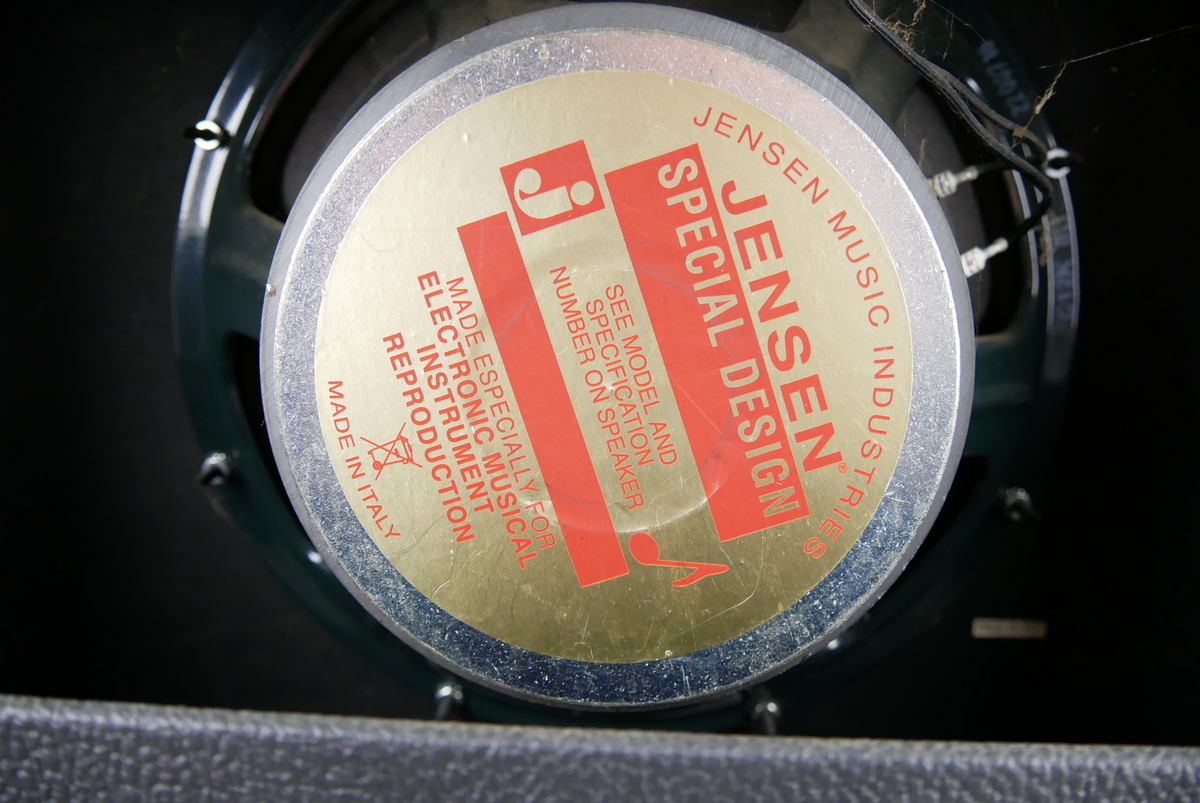 JENSEN MUSIC INDUSTRIES
JENSEN®
SPECIAL DESIGN
j
SEE MODEL AND
SPECIFICATION
NUMBER ON SPEAKER
MADE ESPECIALLY FOR
ELECTRONIC MUSICAL
INSTRUMENT
REPRODUCTION
MADE IN ITALY